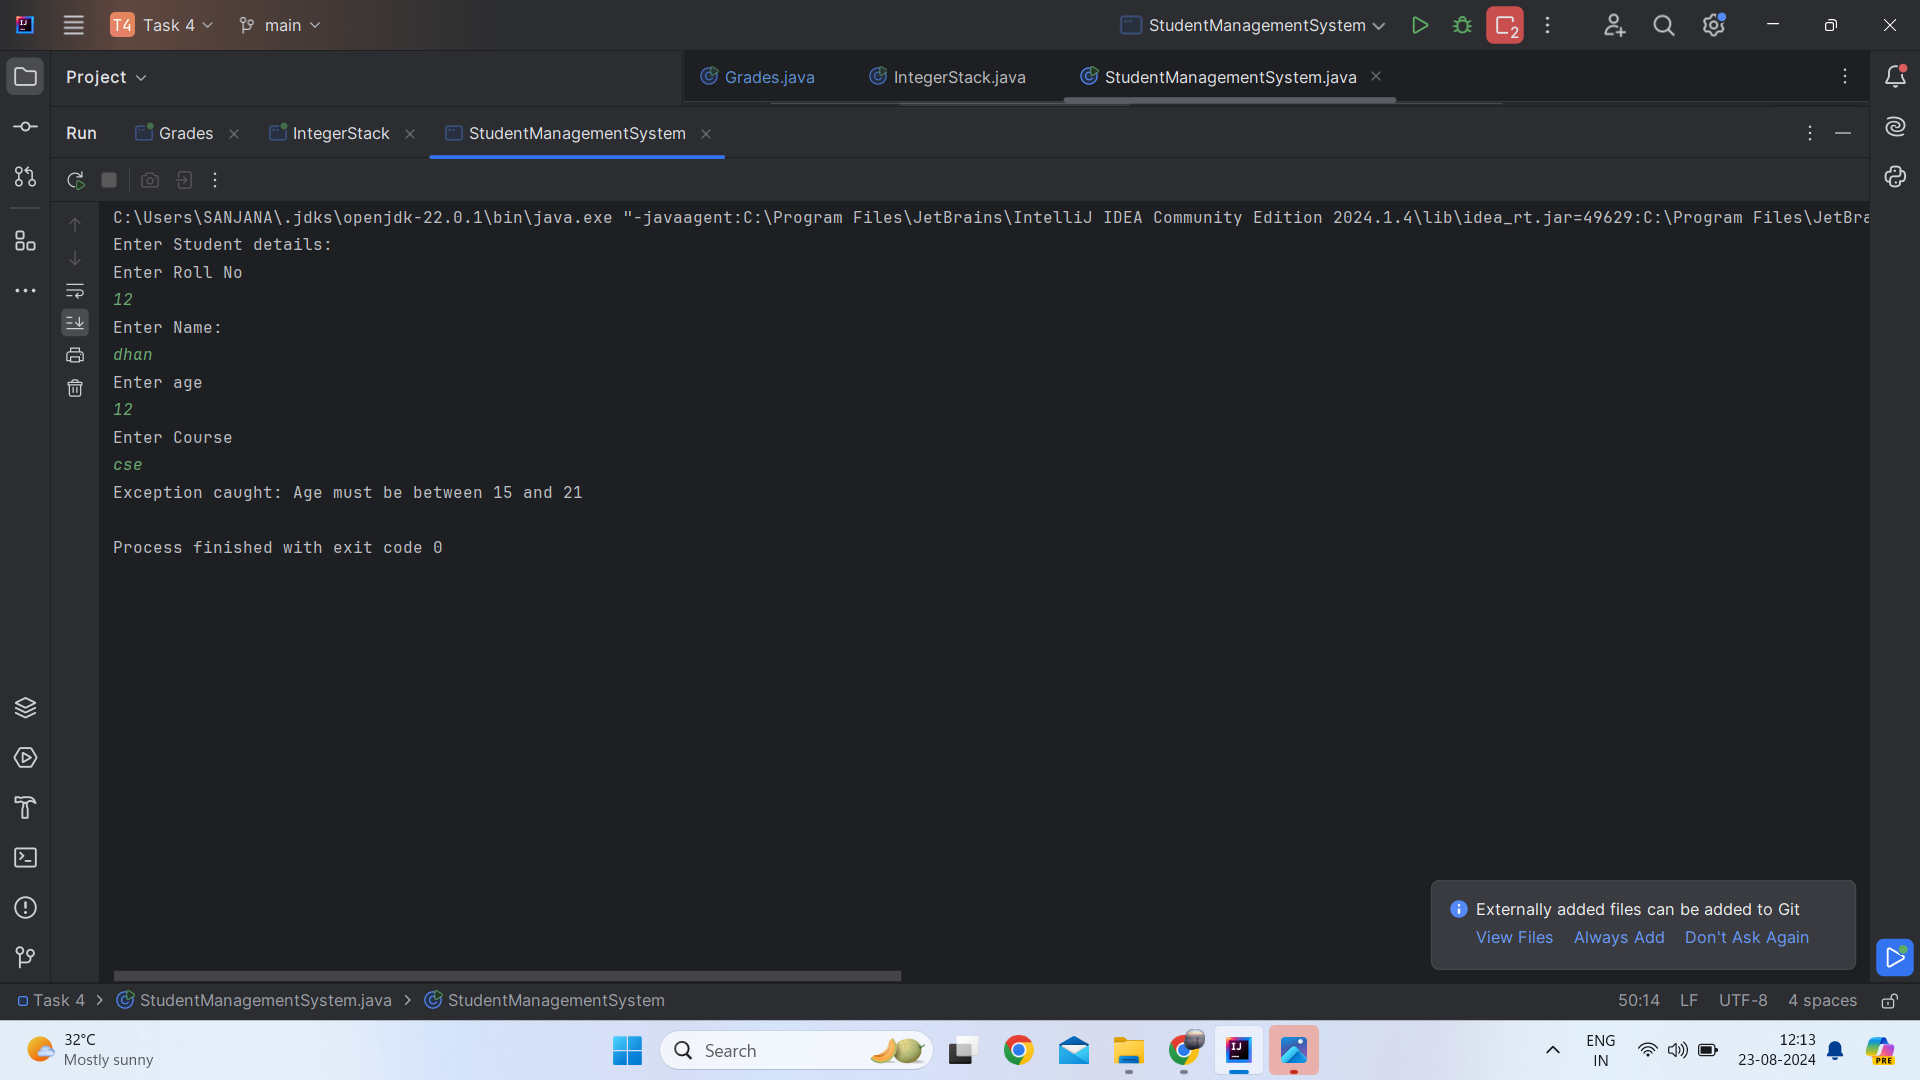 T4 Task 4 main StudentManagementSystem 2
Project Grades.java IntegerStack.java StudentManagementSystem.java
Run Grades IntegerStack StudentManagementSystem
C:\Users\SANJANA\.jdks\openjdk-22.0.1\bin\java.exe "-javaagent:C:\Program Files\JetBrains\IntelliJ IDEA Community Edition 2024.1.4\lib\idea_rt.jar=49629:C:\Program Files\JetBra
Enter Student details:
Enter Roll No
12
Enter Name:
dhan
Enter age
12
Enter Course
cse
Exception caught: Age must be between 15 and 21
Process finished with exit code 0
Externally added files can be added to Git
View Files Always Add Don't Ask Again
Task 4 > StudentManagementSystem.java > StudentManagementSystem 50:14 LF UTF-8 4 spaces
32°C
Mostly sunny
Search
ENG
IN
12:13
23-08-2024
PRE